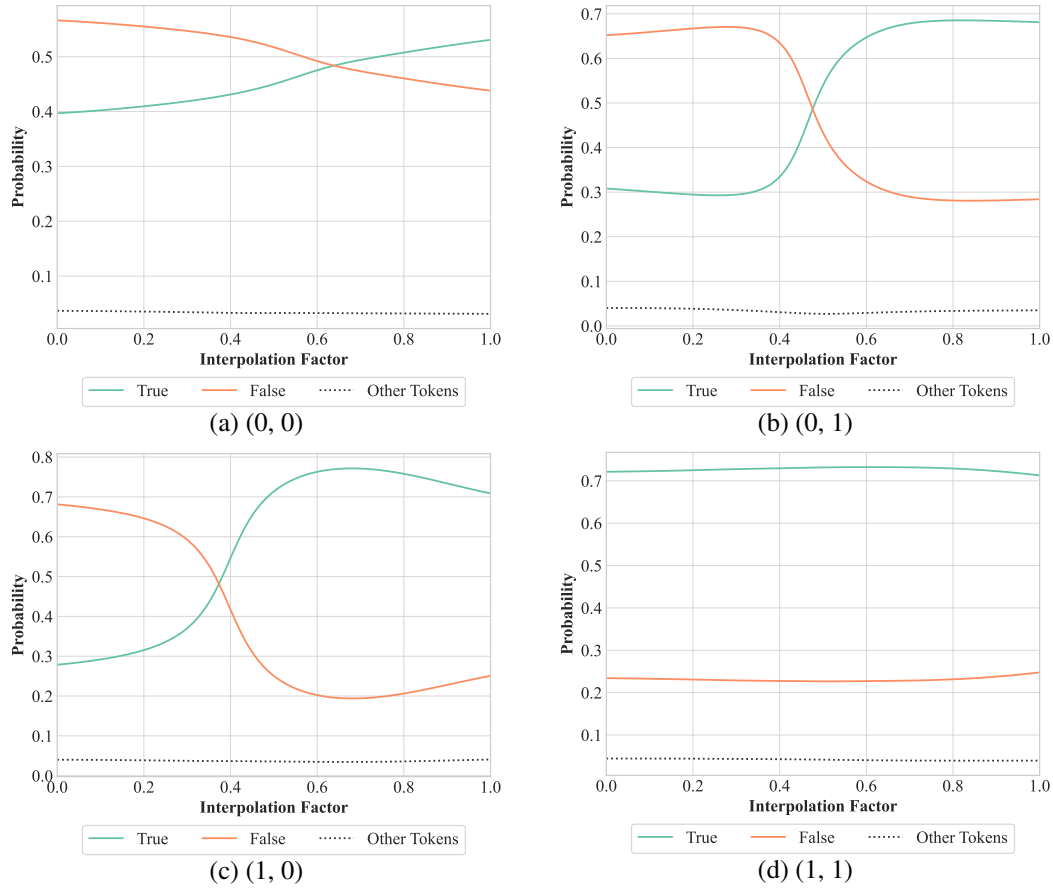 0.5
0.4
0.3
0.2
0.1
Probability
0.0 0.2 0.4 0.6 0.8 1.0
Interpolation Factor
True False Other Tokens
(a) (0, 0)
0.7
0.6
0.5
0.4
0.3
0.2
0.1
0.0
Probability
0.0 0.2 0.4 0.6 0.8 1.0
Interpolation Factor
True False Other Tokens
(b) (0, 1)
0.8
0.7
0.6
0.5
0.4
0.3
0.2
0.1
0.0
Probability
0.0 0.2 0.4 0.6 0.8 1.0
Interpolation Factor
True False Other Tokens
(c) (1, 0)
0.7
0.6
0.5
0.4
0.3
0.2
0.1
Probability
0.0 0.2 0.4 0.6 0.8 1.0
Interpolation Factor
True False Other Tokens
(d) (1, 1)